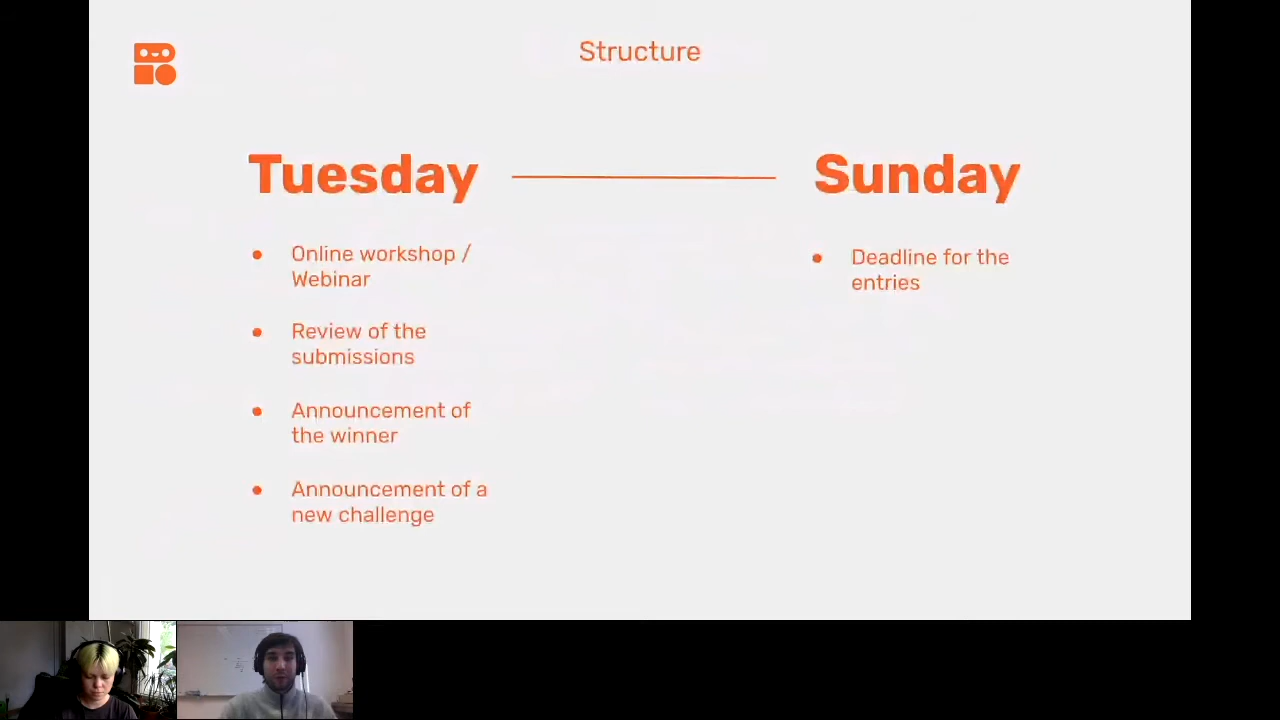 Structure
Tuesday
Sunday
Online workshop /
Webinar
Review of the
submissions
Announcement of
the winner
Announcement of a
new challenge
Deadline for the
entries